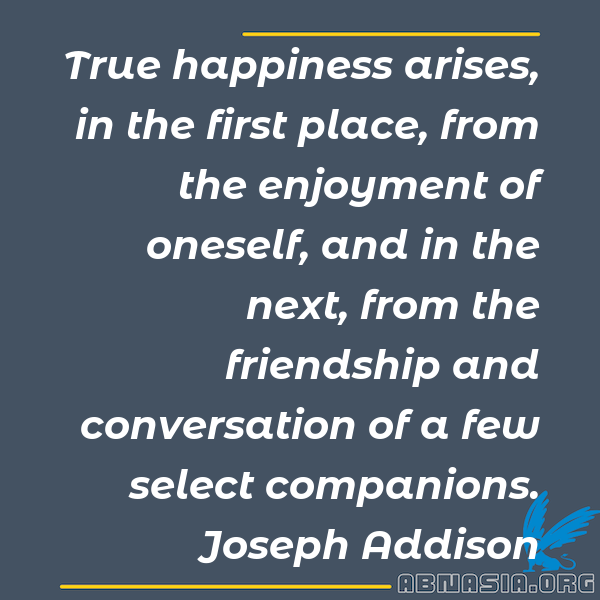 True happiness arises,
in the first place, from
the enjoyment of
oneself, and in the
next, from the
friendship and
conversation of a few
select companions.
Joseph Addison
ABNASIA.ORG